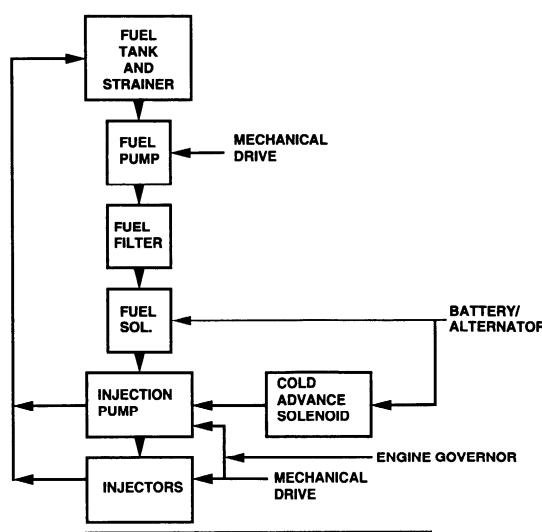 FUEL
TANK
AND
STRAINER
FUEL
PUMP
MECHANICAL
DRIVE
FUEL
FILTER
FUEL
SOL.
BATTERY/
ALTERNATOR
INJECTION
PUMP
COLD
ADVANCE
SOLENOID
ENGINE GOVERNOR
INJECTORS
MECHANICAL
DRIVE